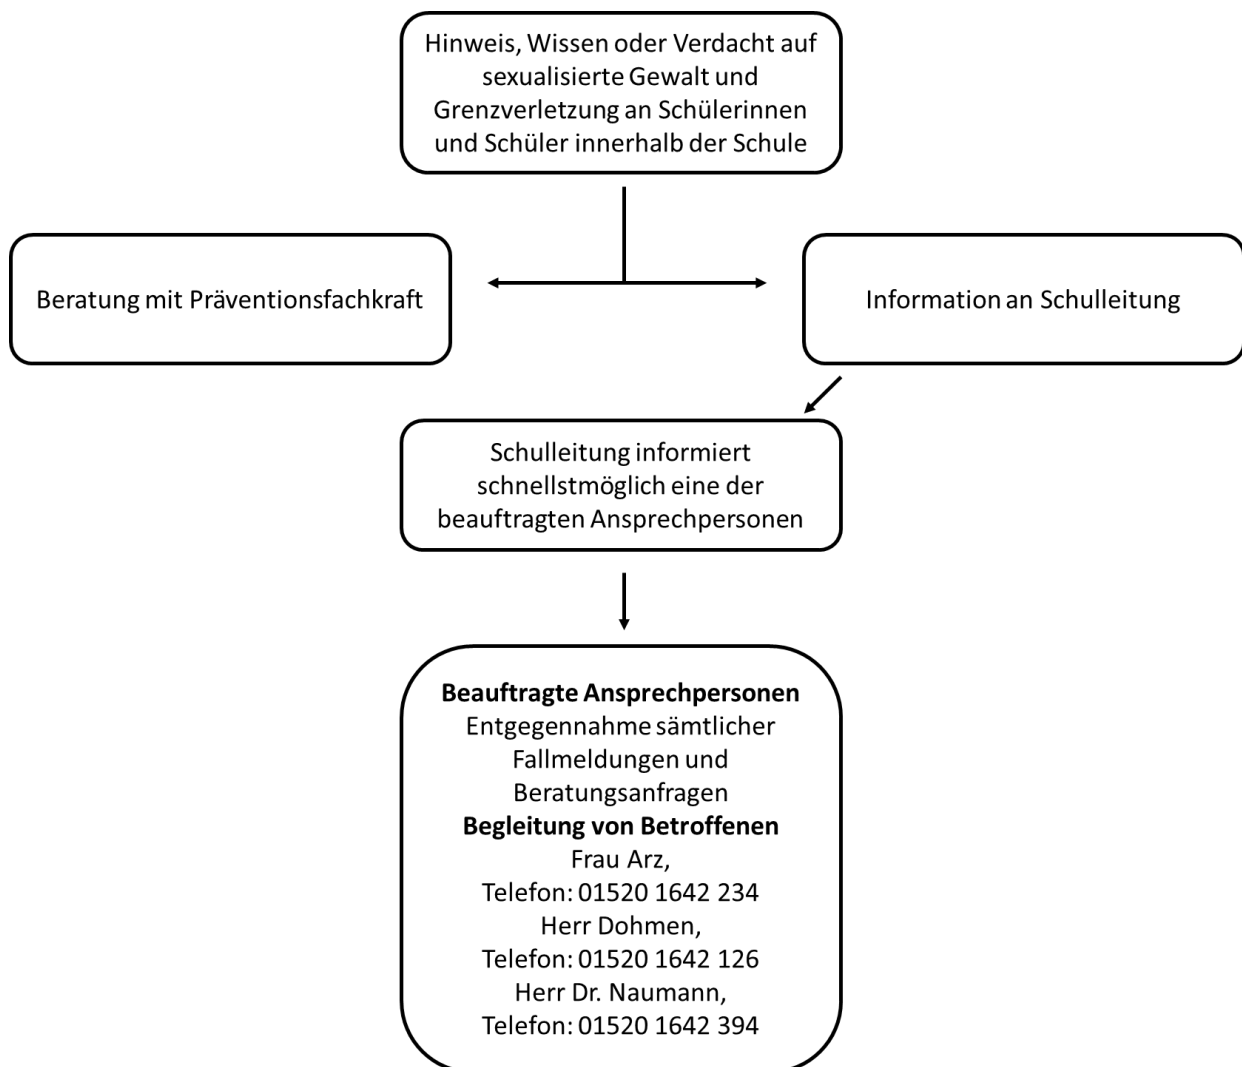 Hinweis, Wissen oder Verdacht auf
sexualisierte Gewalt und
Grenzverletzung an Schülerinnen
und Schüler innerhalb der Schule
Beratung mit Präventionsfachkraft
Information an Schulleitung
Schulleitung informiert
schnellstmöglich eine der
beauftragten Ansprechpersonen
Beauftragte Ansprechpersonen
Entgegennahme sämtlicher
Fallmeldungen und
Beratungsanfragen
Begleitung von Betroffenen
Frau Arz,
Telefon: 01520 1642 234
Herr Dohmen,
Telefon: 01520 1642 126
Herr Dr. Naumann,
Telefon: 01520 1642 394